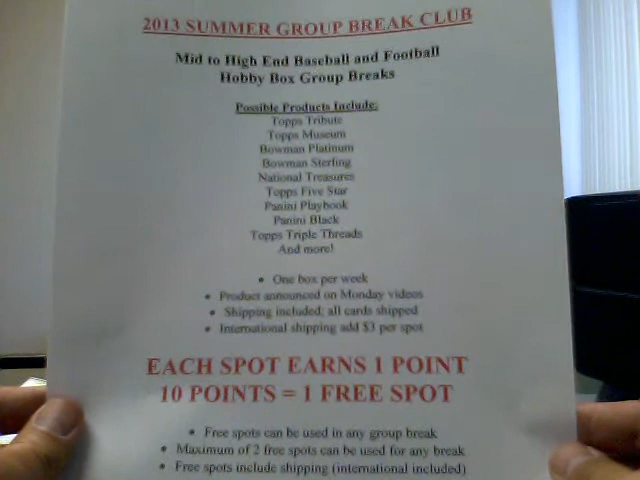 2013 SUMMER GROUP BREAK CLUB
Mid to High End Baseball and Football
Hobby Box Group Breaks
Possible Products Include:
Topps Tribute
Topps Museum
Bowman Platinum
Bowman Sterling
National Treasures
Topps Five Star
Panini Playbook
Panini Black
Topps Triple Threads
And more!
• One box per week
• Product announced on Monday videos
• Shipping included; all cards shipped
• International shipping add $3 per spot
EACH SPOT EARNS 1 POINT
10 POINTS = 1 FREE SPOT
• Free spots can be used in any group break
• Maximum of 2 free spots can be used for any break
• Free spots include shipping (international included)